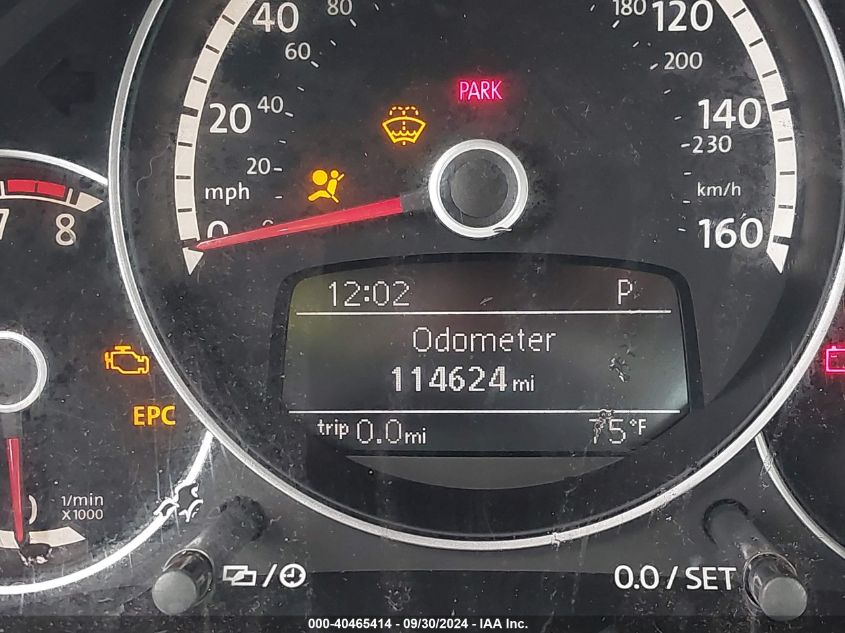 40 80 180 120
60 PARK 200
20 40 140
230
20
mph km/h
7 8 0 160
12:02 P
Odometer
114624 mi
EPC
trip 0.0 mi 75°F
1/min
X1000
0.0 / SET
000-40465414 - 09/30/2024 - IAA Inc.